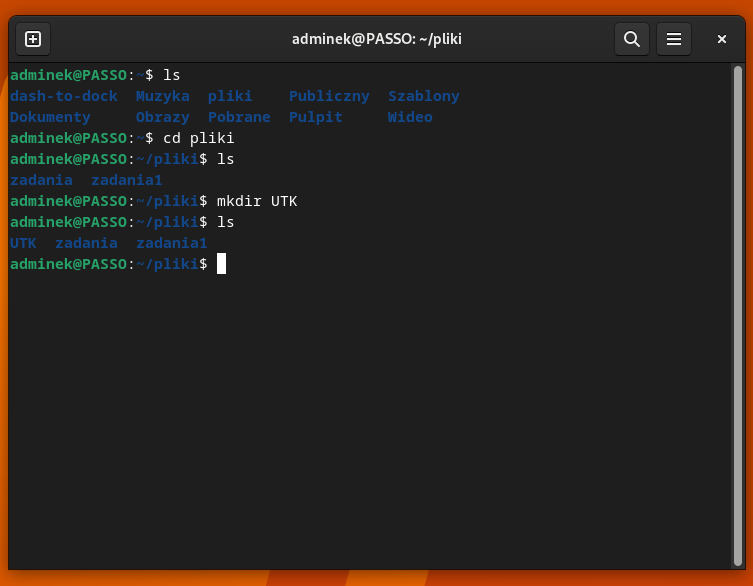 adminek@PASSO: ~/pliki
adminek@PASSO:~$ ls
dash-to-dock  Muzyka  pliki    Publiczny  Szablony
Dokumenty     Obrazy  Pobrane  Pulpit     Wideo
adminek@PASSO:~$ cd pliki
adminek@PASSO:~/pliki$ ls
zadania  zadania1
adminek@PASSO:~/pliki$ mkdir UTK
adminek@PASSO:~/pliki$ ls
UTK  zadania  zadania1
adminek@PASSO:~/pliki$